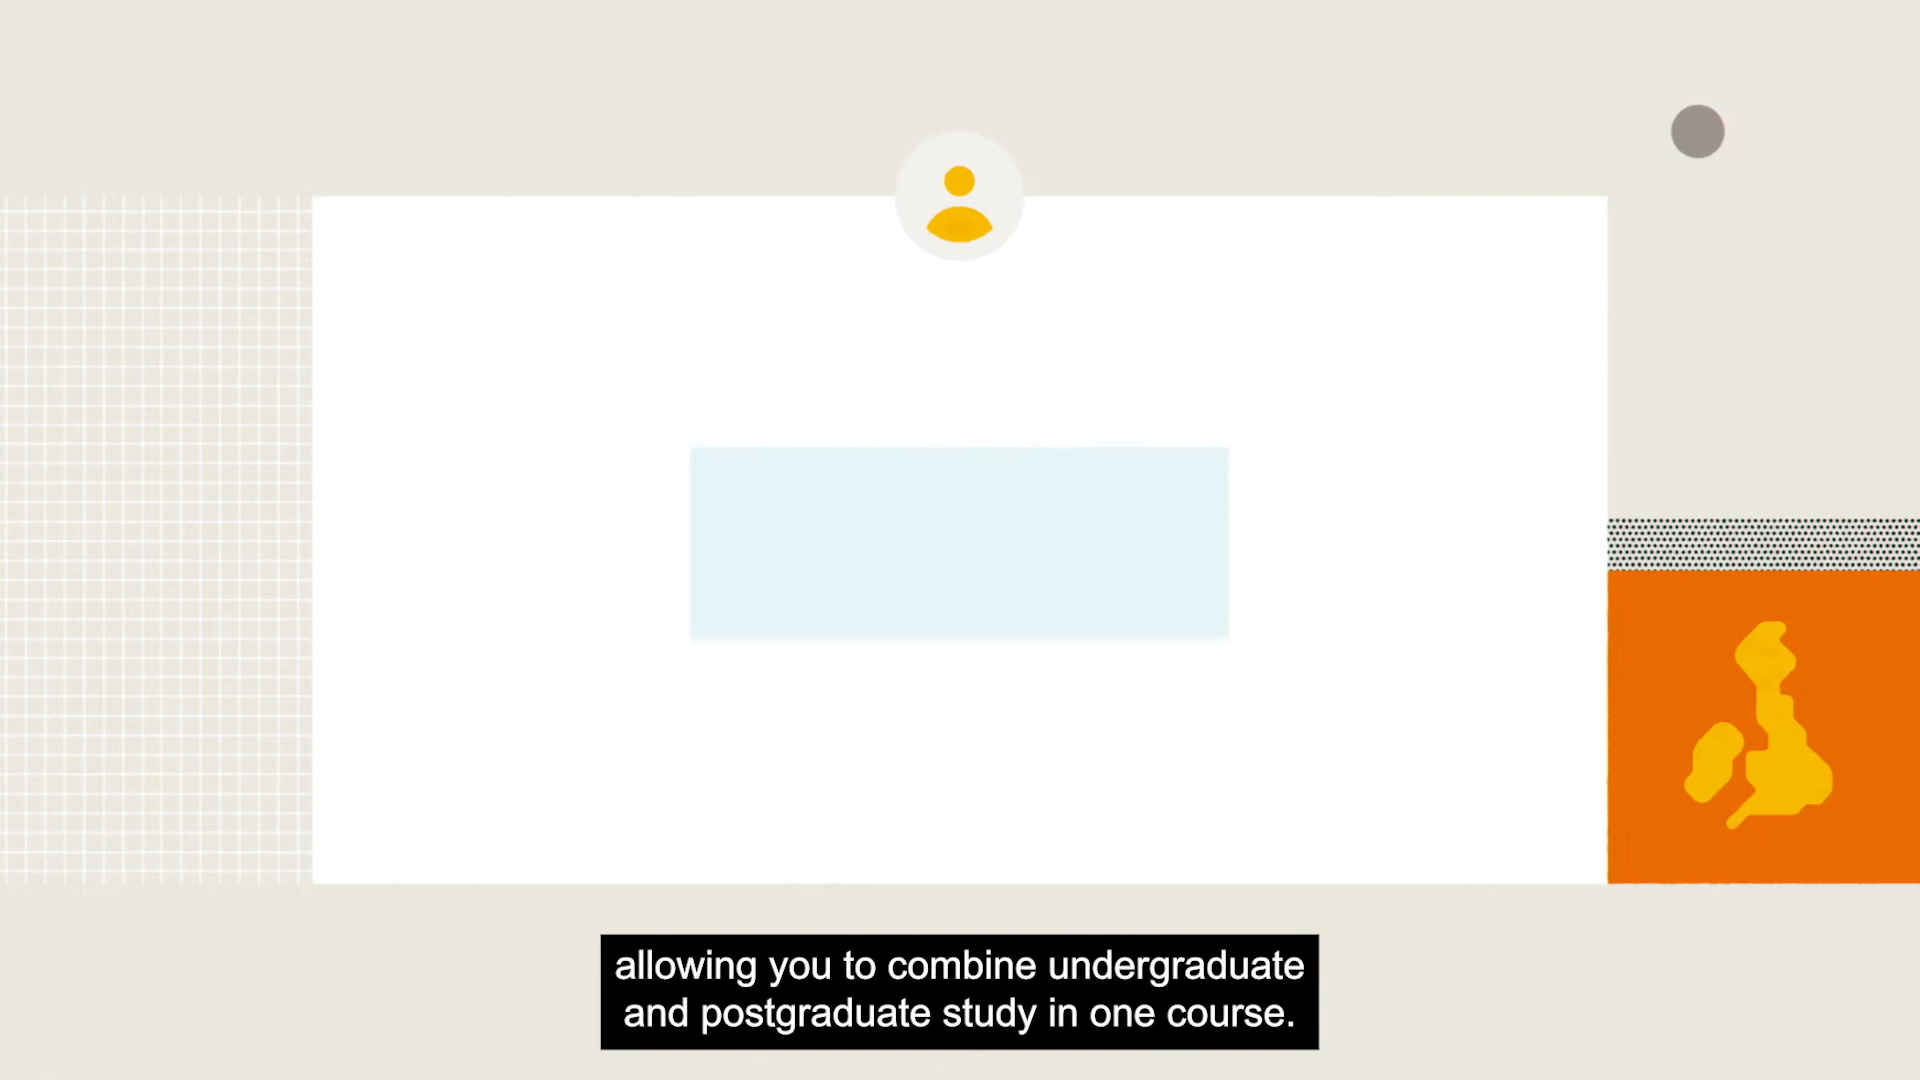 allowing you to combine undergraduate
and postgraduate study in one course.